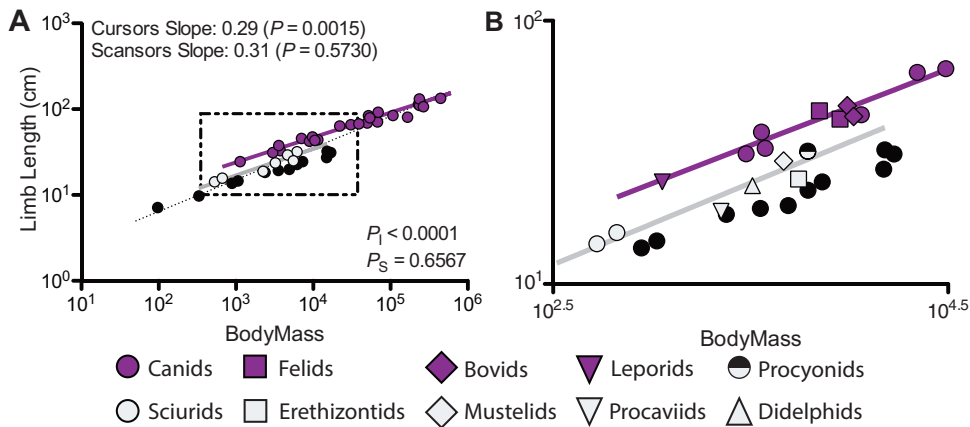 A
Cursors Slope: 0.29 (P = 0.0015)
Scansors Slope: 0.31 (P = 0.5730)
Limb Length (cm)
10³
10²
10¹
10⁰
P_I < 0.0001
P_S = 0.6567
10¹ 10² 10³ 10⁴ 10⁵ 10⁶
BodyMass
B
10²
10¹
10^2.5 10^4.5
BodyMass
Canids Felids Bovids Leporids Procyonids
Sciurids Erethizontids Mustelids Procaviids Didelphids